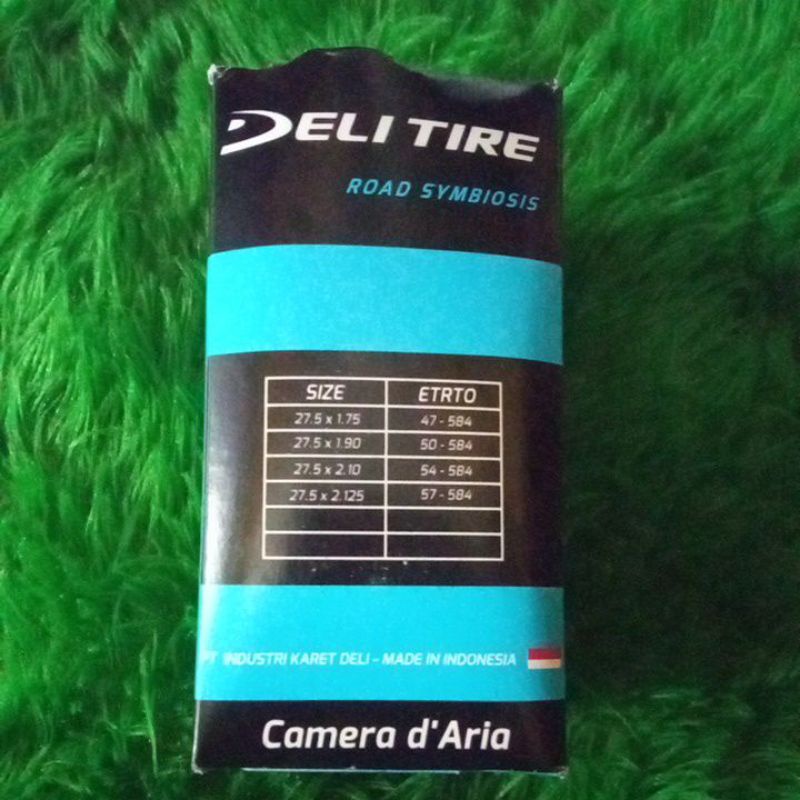 DELI TIRE
ROAD SYMBIOSIS
SIZE ETRTO
27.5 x 1.75 47 - 584
27.5 x 1.90 50 - 584
27.5 x 2.10 54 - 584
27.5 x 2.125 57 - 584
PT INDUSTRI KARET DELI - MADE IN INDONESIA
Camera d'Aria